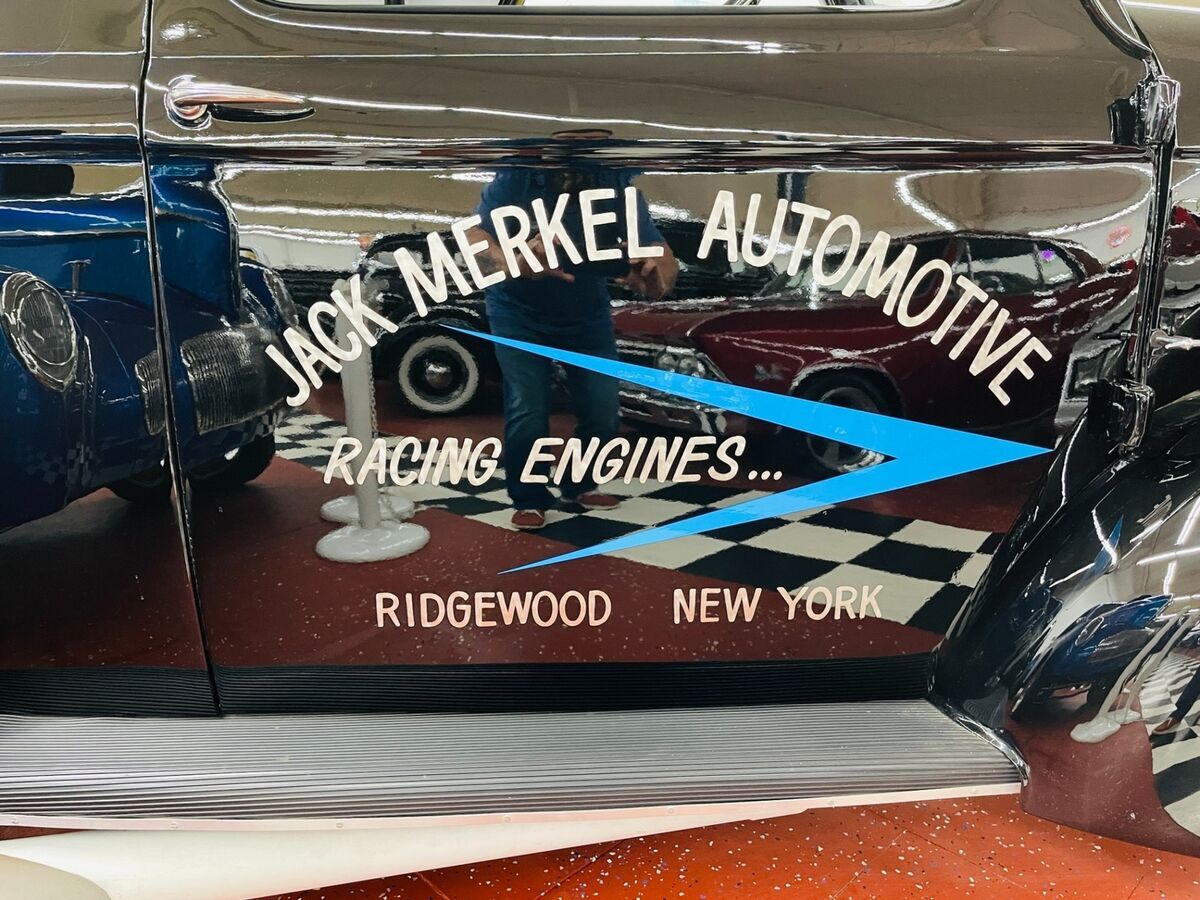 JACK MERKEL AUTOMOTIVE
RACING ENGINES...
RIDGEWOOD NEW YORK